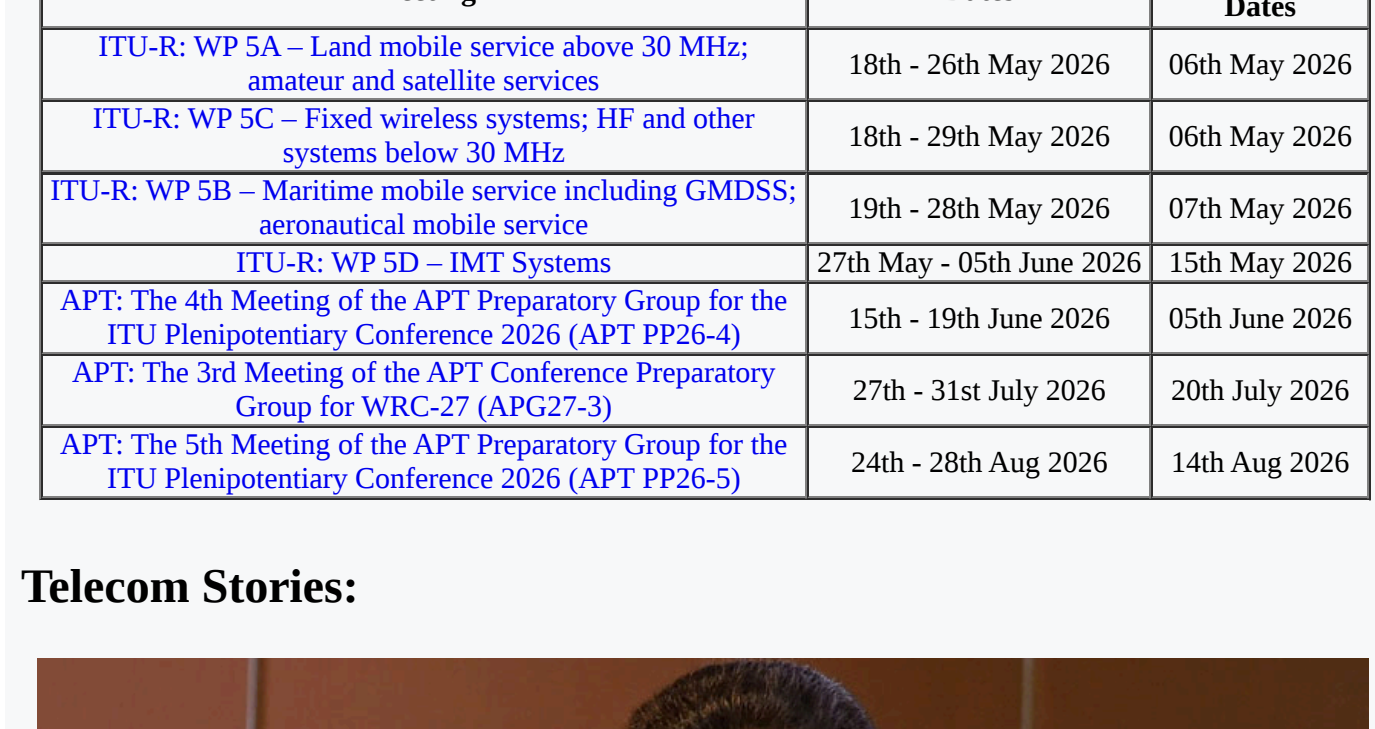 Dates
ITU-R: WP 5A – Land mobile service above 30 MHz;
amateur and satellite services
18th - 26th May 2026
06th May 2026
ITU-R: WP 5C – Fixed wireless systems; HF and other
systems below 30 MHz
18th - 29th May 2026
06th May 2026
ITU-R: WP 5B – Maritime mobile service including GMDSS;
aeronautical mobile service
19th - 28th May 2026
07th May 2026
ITU-R: WP 5D – IMT Systems
27th May - 05th June 2026
15th May 2026
APT: The 4th Meeting of the APT Preparatory Group for the
ITU Plenipotentiary Conference 2026 (APT PP26-4)
15th - 19th June 2026
05th June 2026
APT: The 3rd Meeting of the APT Conference Preparatory
Group for WRC-27 (APG27-3)
27th - 31st July 2026
20th July 2026
APT: The 5th Meeting of the APT Preparatory Group for the
ITU Plenipotentiary Conference 2026 (APT PP26-5)
24th - 28th Aug 2026
14th Aug 2026
Telecom Stories: